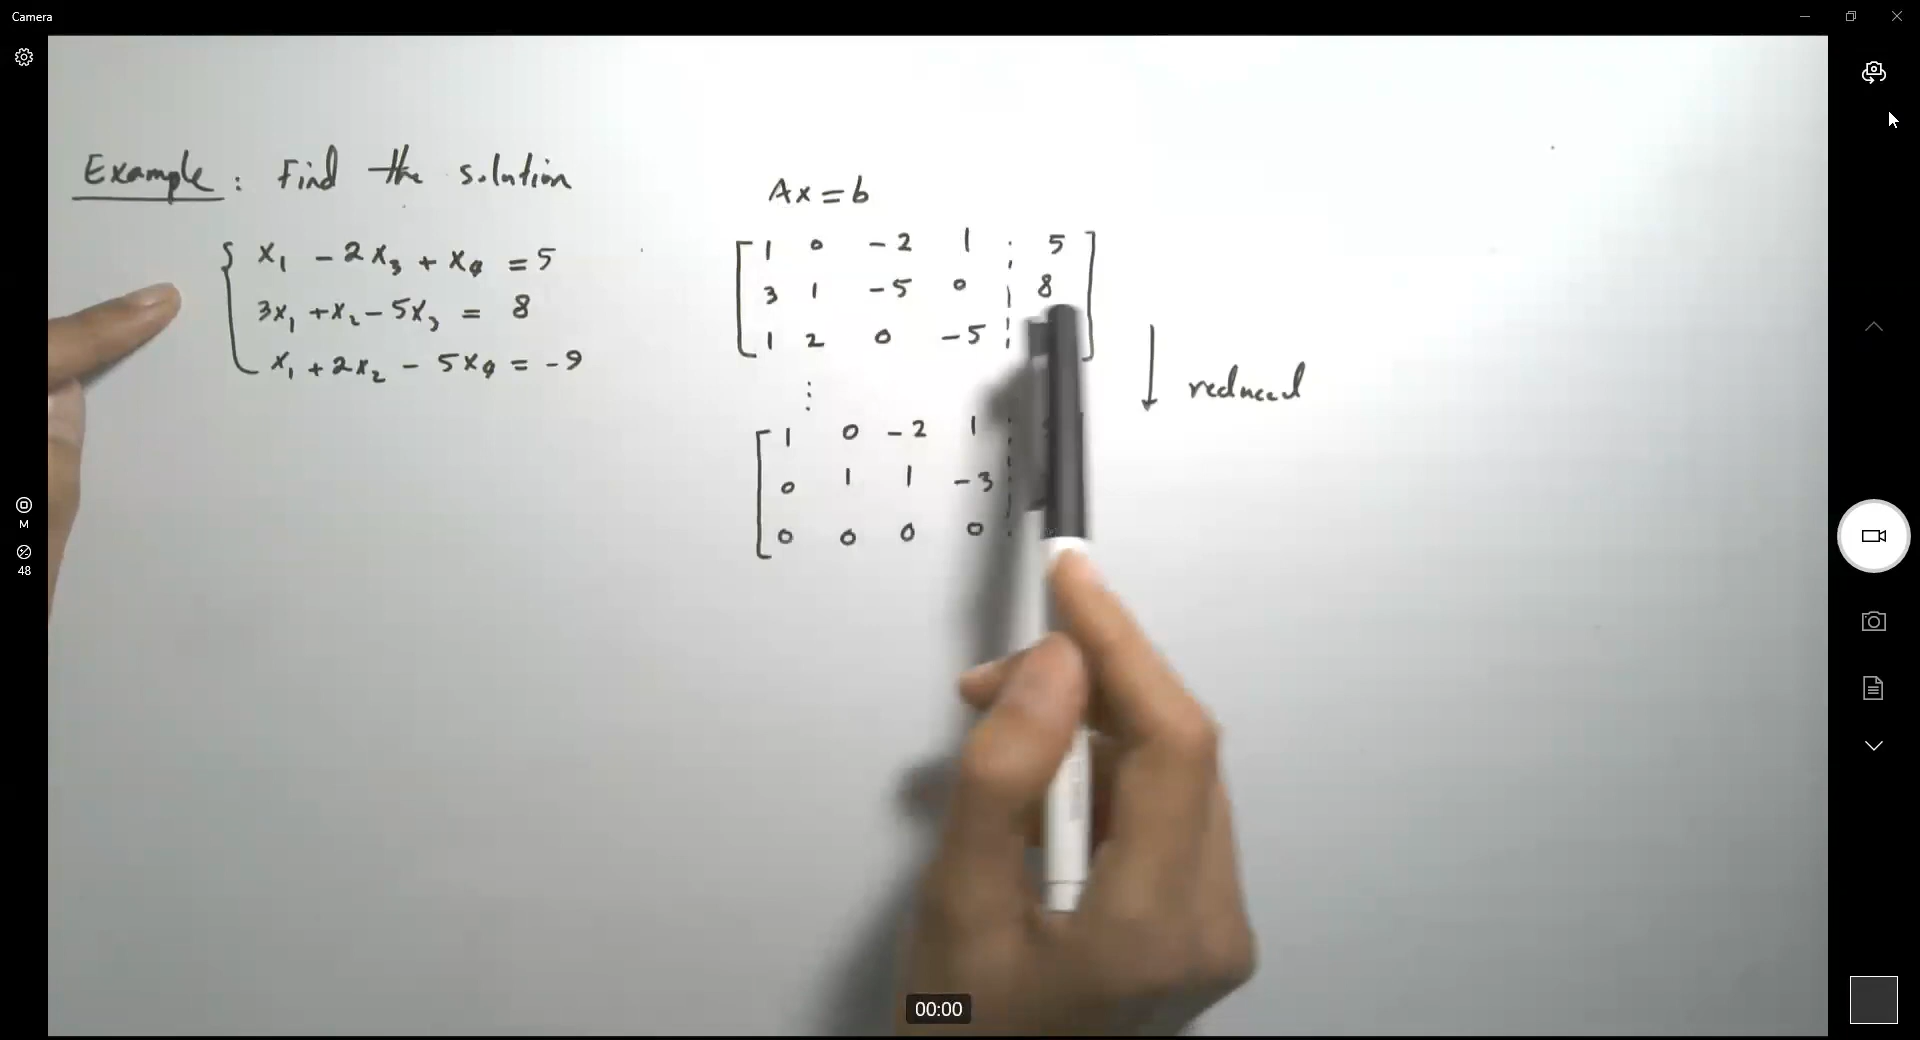 Camera
Example: Find the solution
x₁ - 2x₃ + x₄ = 5
3x₁ + x₂ - 5x₃ = 8
x₁ + 2x₂ - 5x₄ = -9
Ax = b
1 0 -2 1 5
3 1 -5 0 8
1 2 0 -5
⋮
reduced
1 0 -2 1
0 1 1 -3
0 0 0 0
M
48
00:00